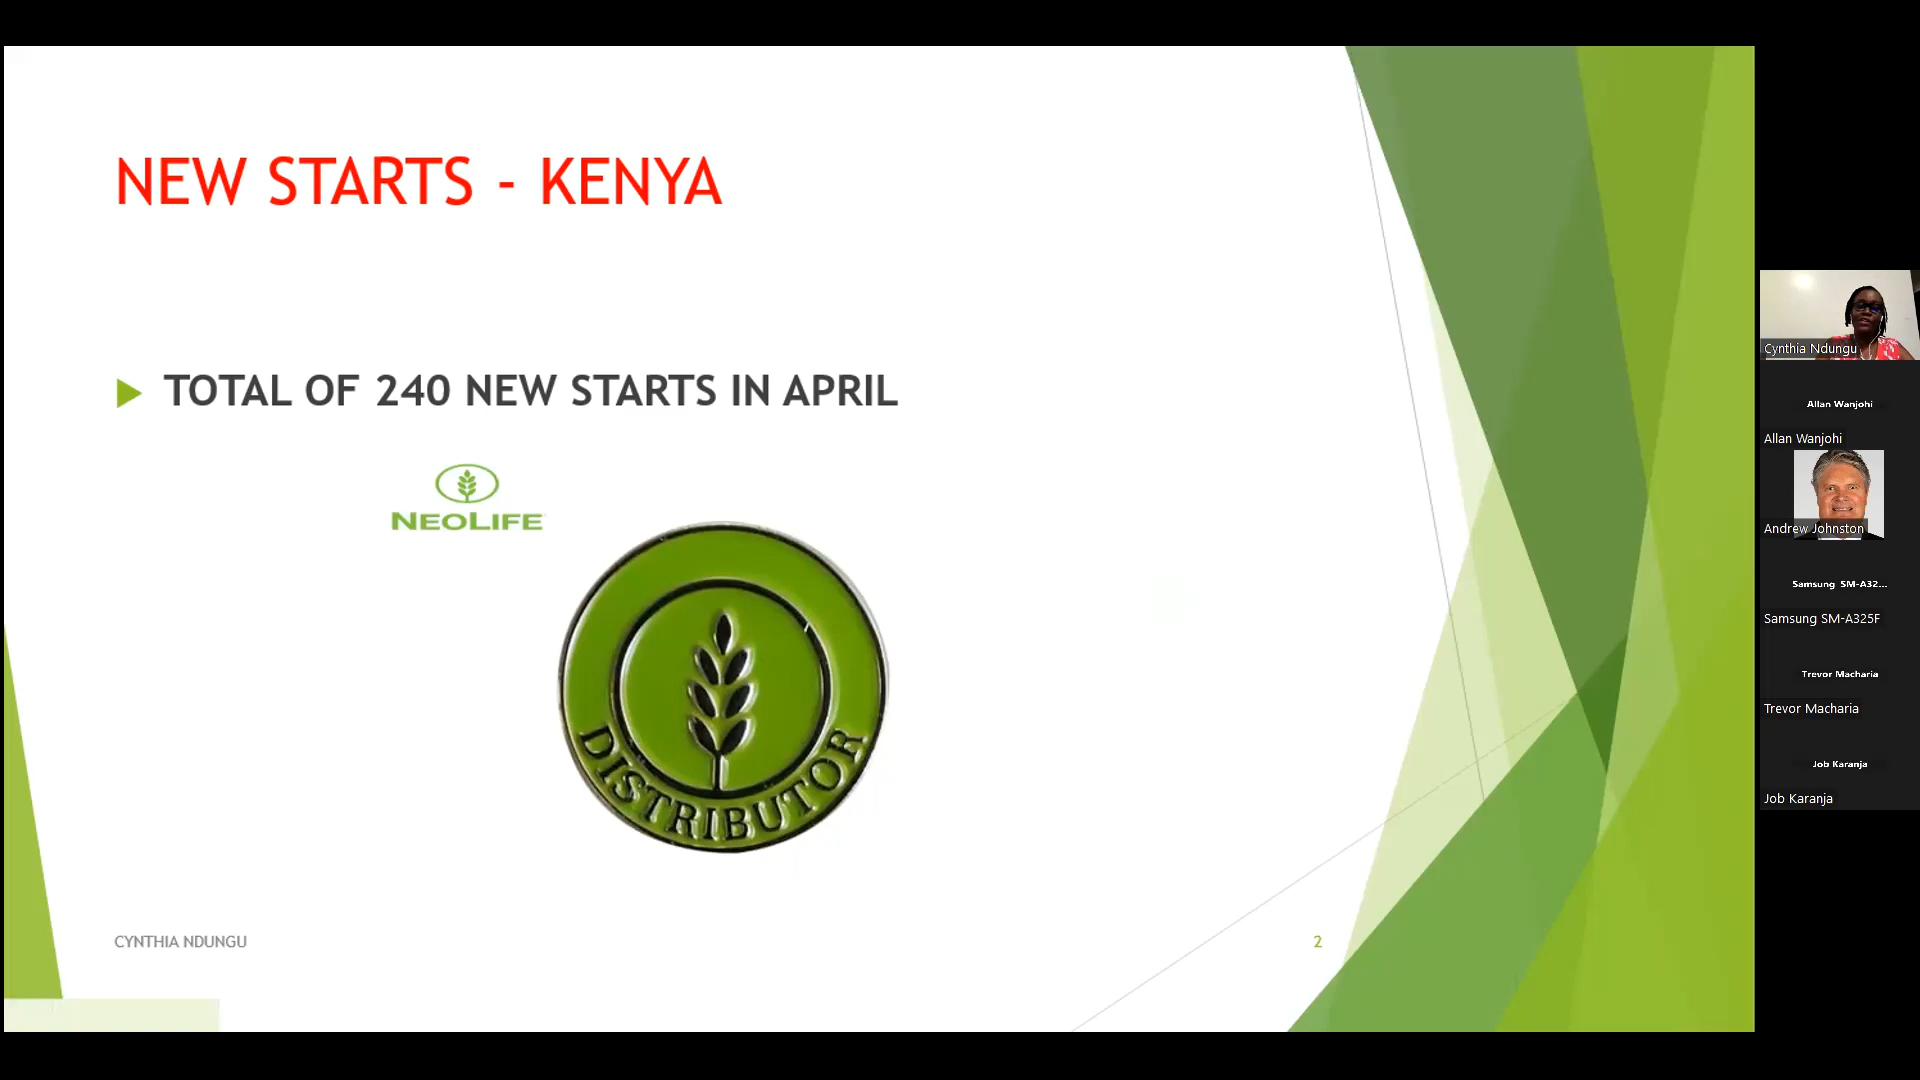 NEW STARTS - KENYA
TOTAL OF 240 NEW STARTS IN APRIL
NEOLIFE
DISTRIBUTOR
CYNTHIA NDUNGU
2
Cynthia Ndungu
Allan Wanjohi
Allan Wanjohi
Andrew Johnston
Samsung SM-A32...
Samsung SM-A325F
Trevor Macharia
Trevor Macharia
Job Karanja
Job Karanja